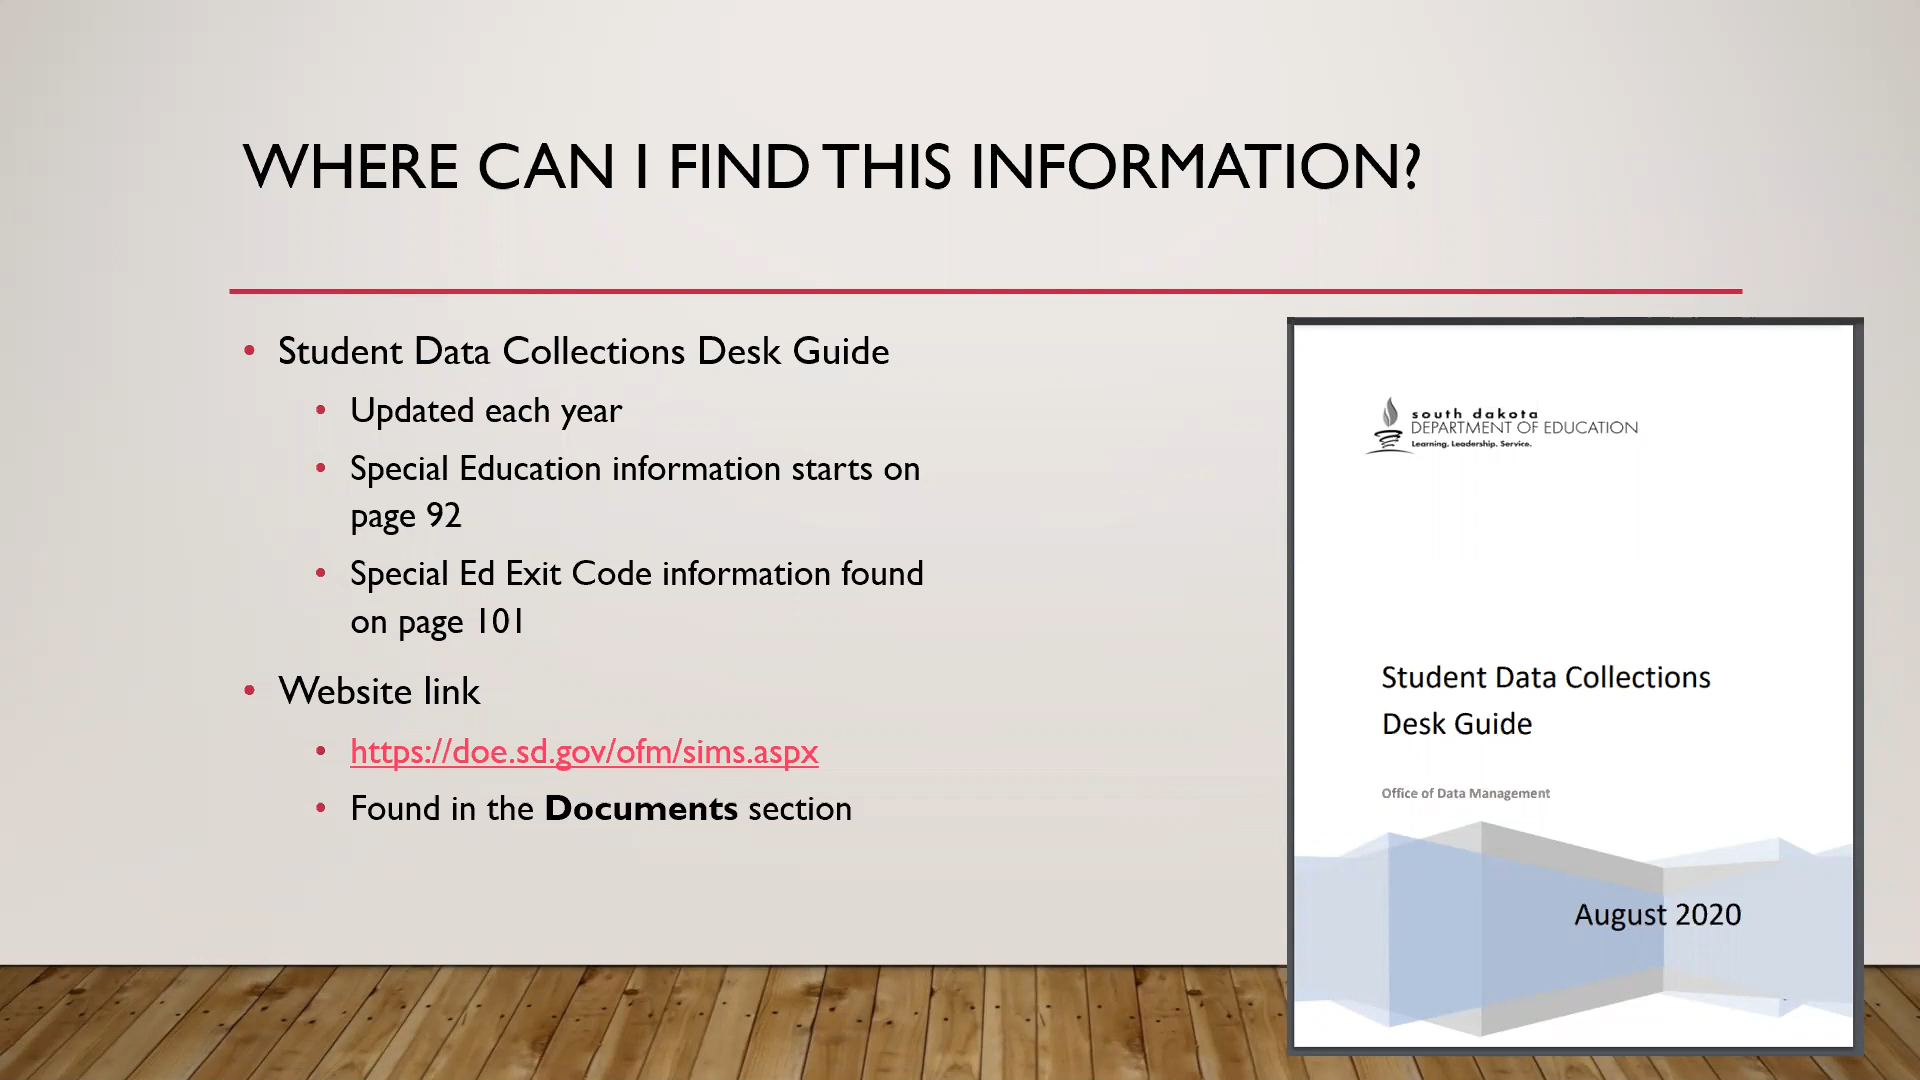 WHERE CAN I FIND THIS INFORMATION?
• Student Data Collections Desk Guide
• Updated each year
• Special Education information starts on
page 92
• Special Ed Exit Code information found
on page 101
• Website link
• https://doe.sd.gov/ofm/sims.aspx
• Found in the Documents section
south dakota
DEPARTMENT OF EDUCATION
Learning. Leadership. Service.
Student Data Collections
Desk Guide
Office of Data Management
August 2020